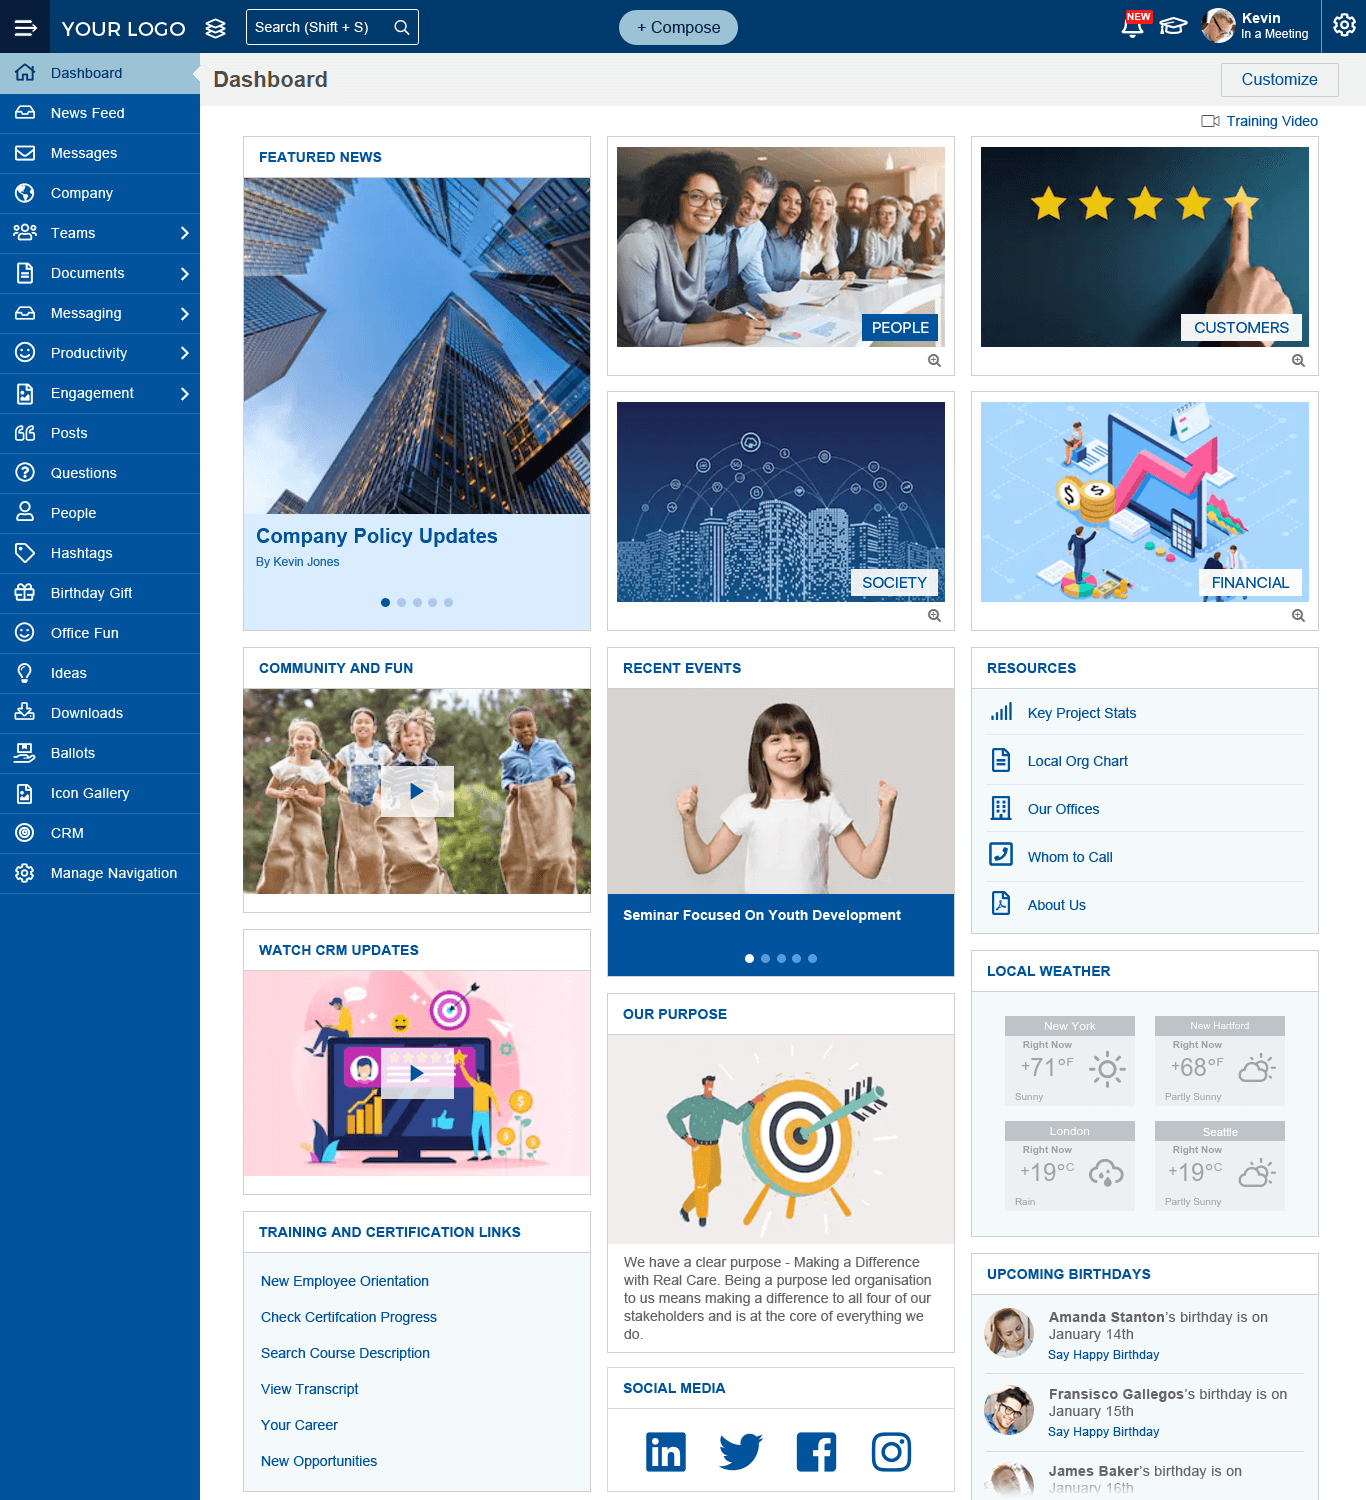 YOUR LOGO
Search (Shift + S)
+ Compose
NEW
Kevin
In a Meeting
Dashboard
News Feed
Messages
Company
Teams
Documents
Messaging
Productivity
Engagement
Posts
Questions
People
Hashtags
Birthday Gift
Office Fun
Ideas
Downloads
Ballots
Icon Gallery
CRM
Manage Navigation
Dashboard
Customize
Training Video
FEATURED NEWS
Company Policy Updates
By Kevin Jones
PEOPLE
CUSTOMERS
SOCIETY
FINANCIAL
COMMUNITY AND FUN
WATCH CRM UPDATES
TRAINING AND CERTIFICATION LINKS
New Employee Orientation
Check Certifcation Progress
Search Course Description
View Transcript
Your Career
New Opportunities
RECENT EVENTS
Seminar Focused On Youth Development
OUR PURPOSE
We have a clear purpose - Making a Difference
with Real Care. Being a purpose led organisation
to us means making a difference to all four of our
stakeholders and is at the core of everything we
do.
SOCIAL MEDIA
RESOURCES
Key Project Stats
Local Org Chart
Our Offices
Whom to Call
About Us
LOCAL WEATHER
New York
Right Now
+71°F
Sunny
New Hartford
Right Now
+68°F
Partly Sunny
London
Right Now
+19°C
Rain
Seattle
Right Now
+19°C
Partly Sunny
UPCOMING BIRTHDAYS
Amanda Stanton's birthday is on
January 14th
Say Happy Birthday
Fransisco Gallegos's birthday is on
January 15th
Say Happy Birthday
James Baker's birthday is on
January 16th